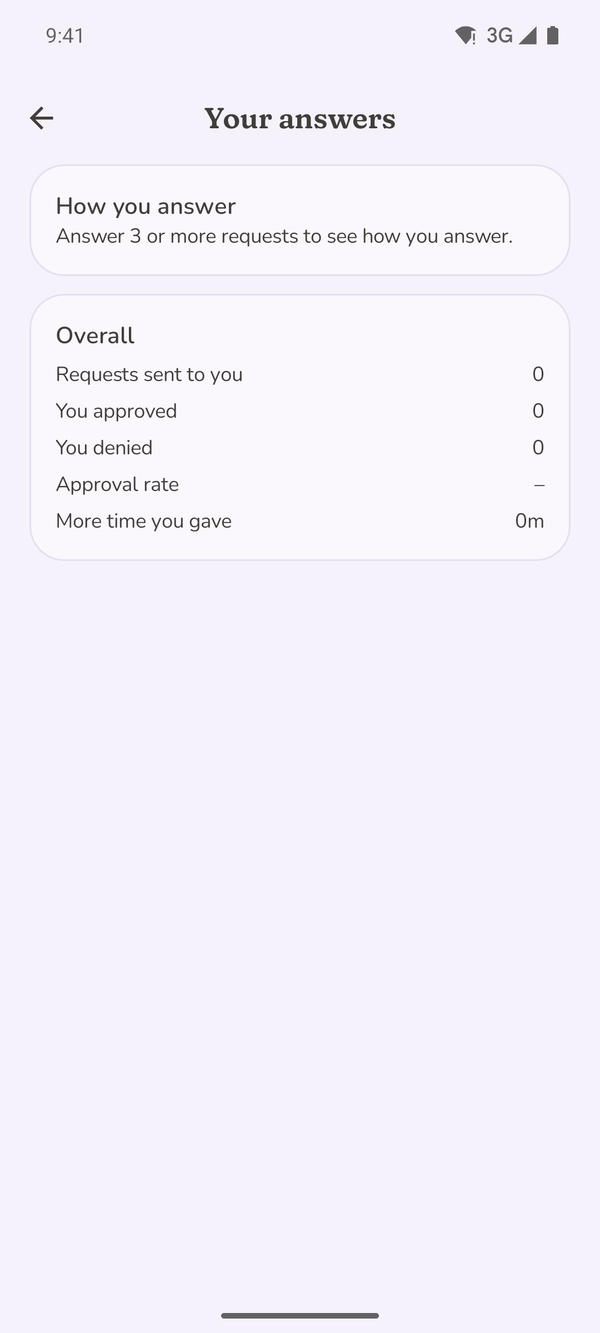 9:41
3G
Your answers
How you answer
Answer 3 or more requests to see how you answer.
Overall
Requests sent to you 0
You approved 0
You denied 0
Approval rate –
More time you gave 0m